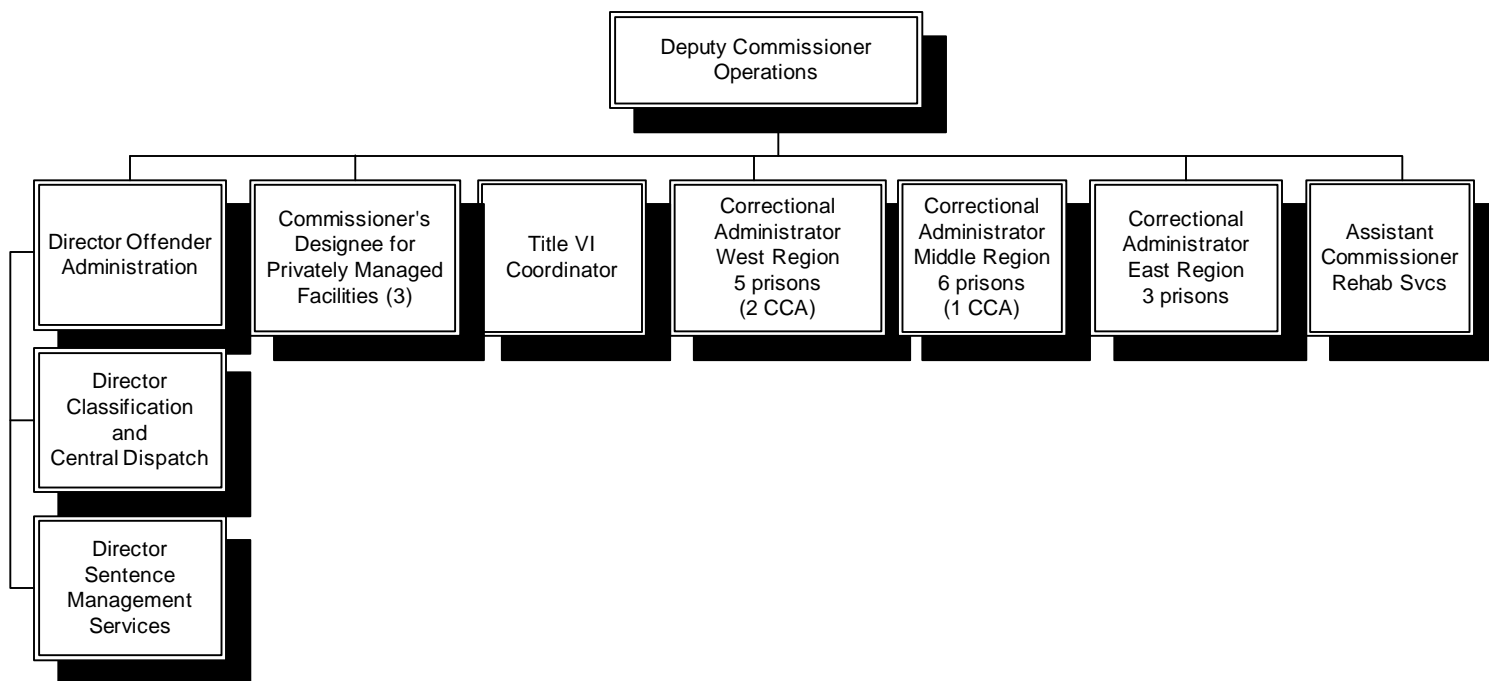 Deputy Commissioner
Operations
Director Offender
Administration
Commissioner's
Designee for
Privately Managed
Facilities (3)
Title VI
Coordinator
Correctional
Administrator
West Region
5 prisons
(2 CCA)
Correctional
Administrator
Middle Region
6 prisons
(1 CCA)
Correctional
Administrator
East Region
3 prisons
Assistant
Commissioner
Rehab Svcs
Director
Classification
and
Central Dispatch
Director
Sentence
Management
Services